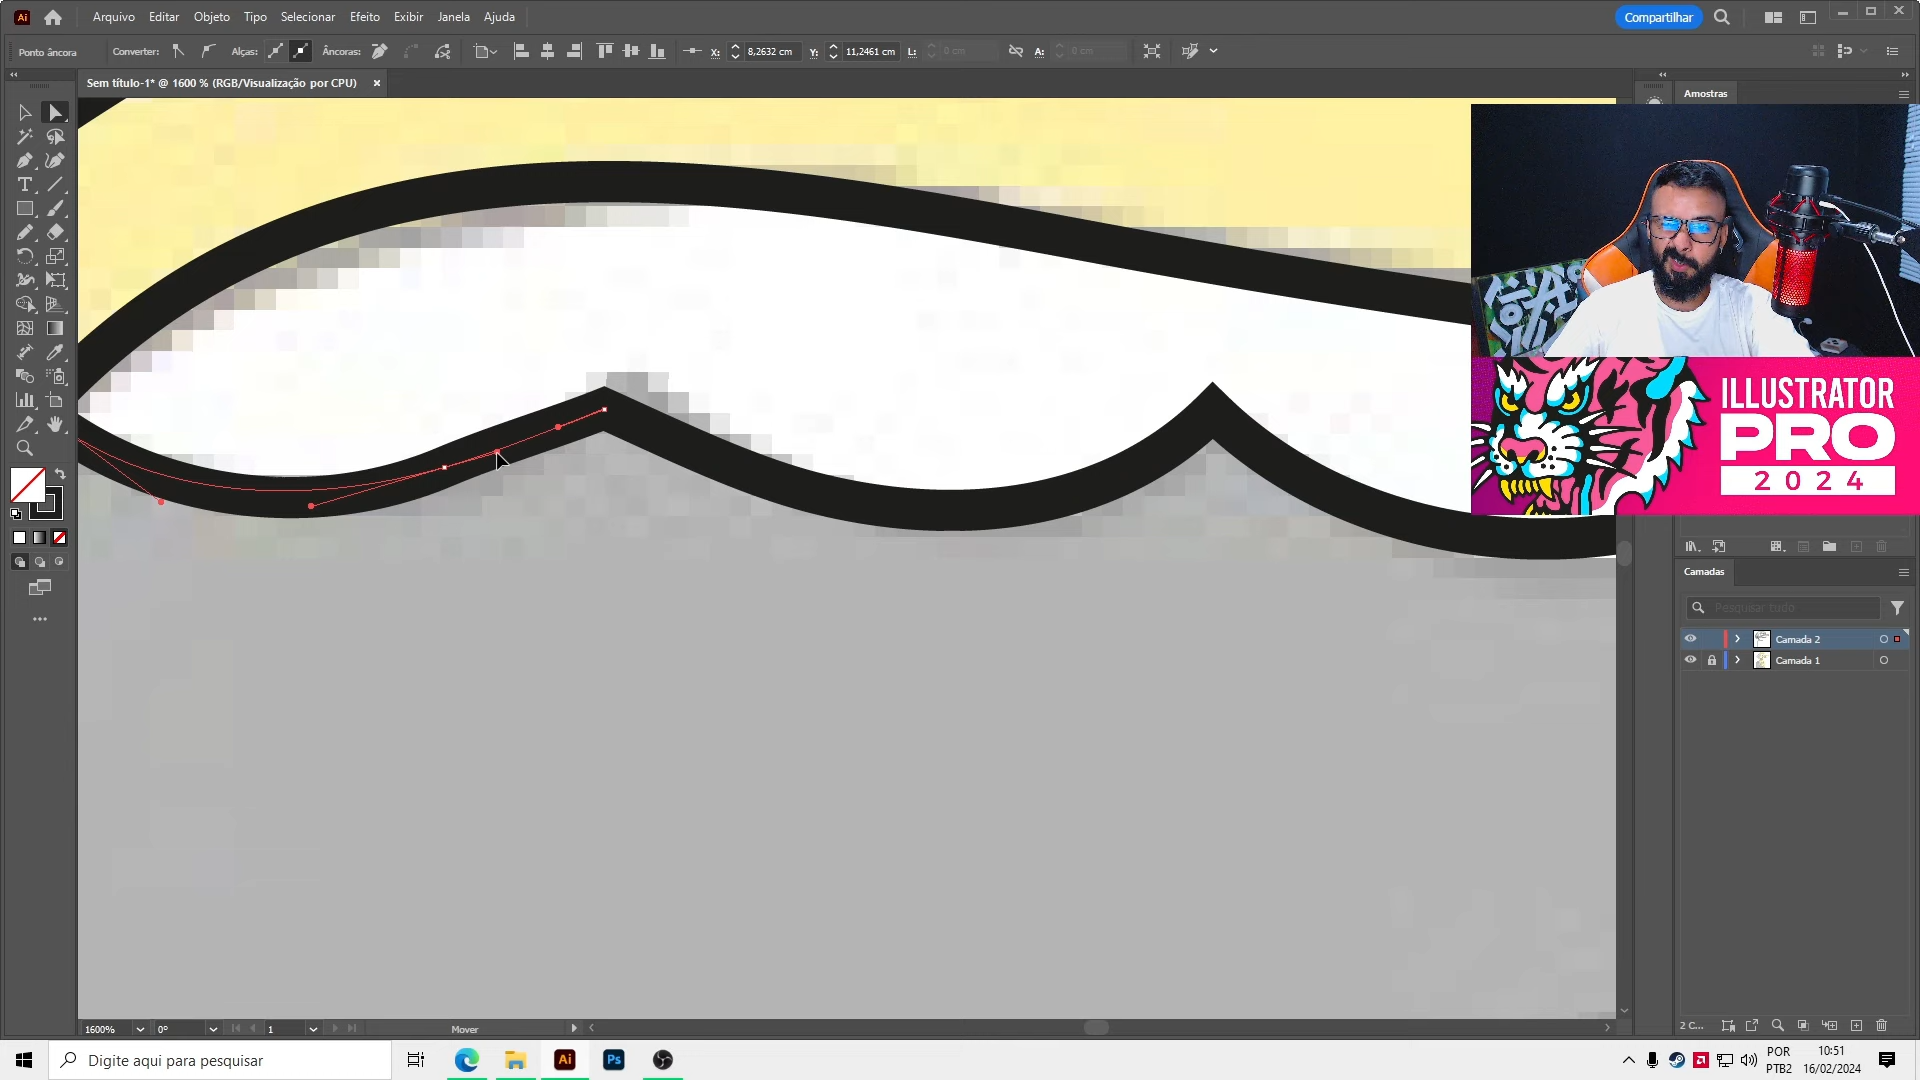 Ai Arquivo Editar Objeto Tipo Selecionar Efeito Exibir Janela Ajuda Compartilhar
Ponto âncora Converter: Alças: Âncoras: X: 8,2632 cm Y: 11,2461 cm L: 0 cm A: 0 cm
Sem título-1* @ 1600 % (RGB/Visualização por CPU) ×
Amostras
ILLUSTRATOR
PRO
2024
Camadas
Pesquisar tudo
Camada 2
Camada 1
1600% 0° 1 Mover 2 C...
Digite aqui para pesquisar
Ai Ps
POR
PTB2
10:51
16/02/2024